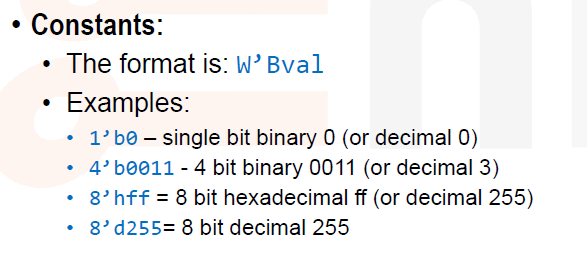 • Constants:
• The format is: W’Bval
• Examples:
• 1’b0 – single bit binary 0 (or decimal 0)
• 4’b0011 - 4 bit binary 0011 (or decimal 3)
• 8’hff = 8 bit hexadecimal ff (or decimal 255)
• 8’d255= 8 bit decimal 255